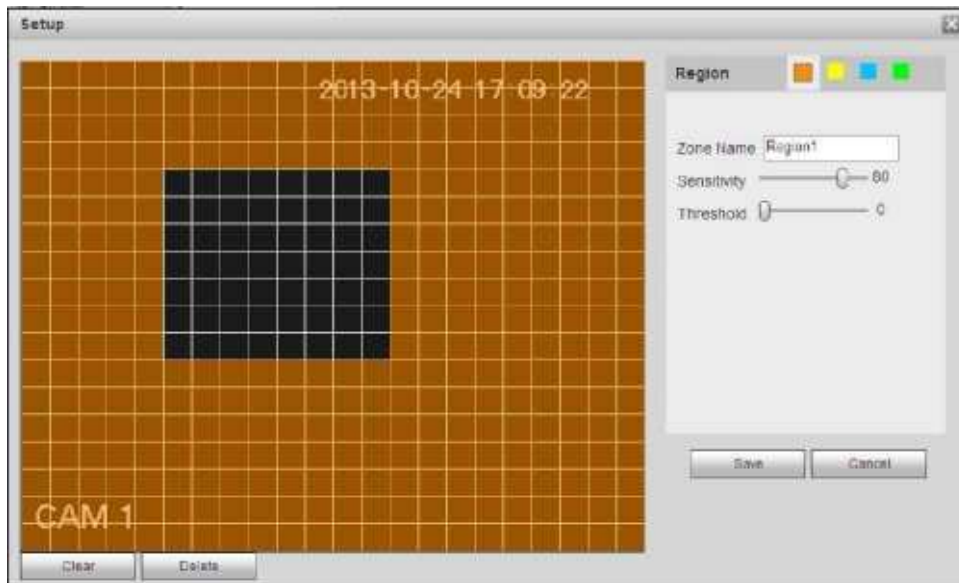 Setup
2013-10-24 17:09:22
CAM 1
Clear
Delete
Region
Zone Name Region1
Sensitivity 80
Threshold 0
Save
Cancel